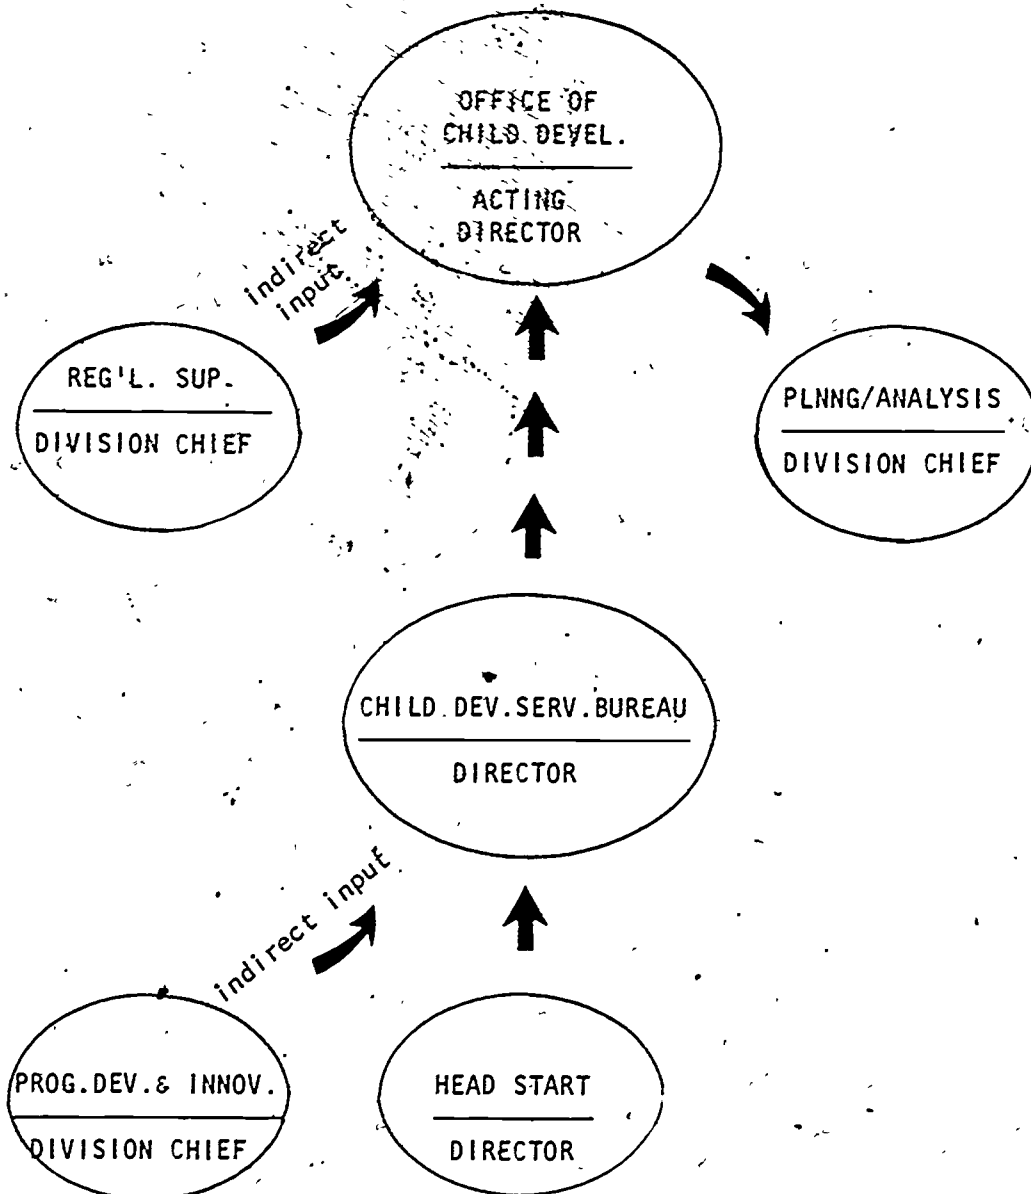 OFFICE OF
CHILD DEVEL.
ACTING
DIRECTOR
indirect
input
REG'L. SUP.
DIVISION CHIEF
PLNNG/ANALYSIS
DIVISION CHIEF
CHILD DEV.SERV.BUREAU
DIRECTOR
indirect input
PROG.DEV.& INNOV.
DIVISION CHIEF
HEAD START
DIRECTOR